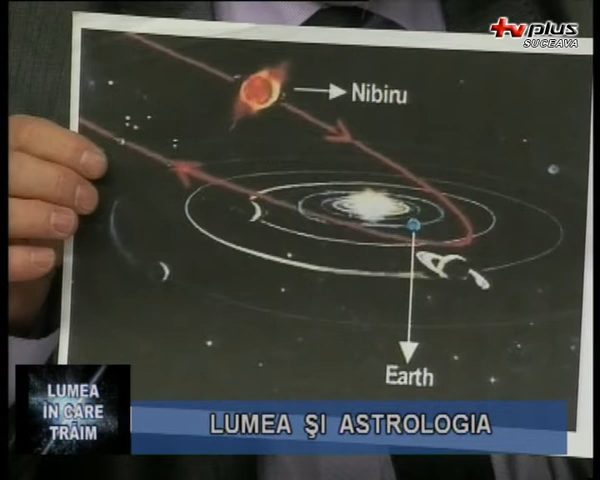 tvplus
SUCEAVA
Nibiru
Earth
LUMEA
ÎN CARE
TRĂIM
LUMEA ŞI ASTROLOGIA